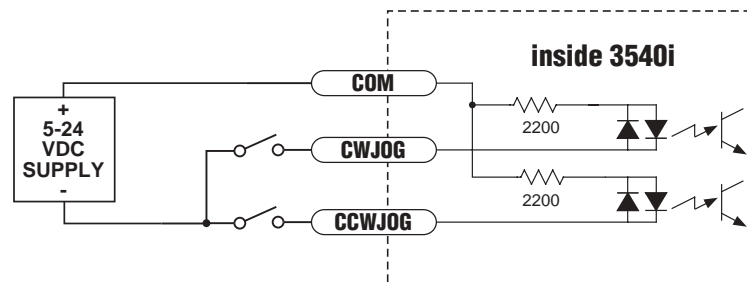 inside 3540i
COM
+
5-24
VDC
SUPPLY
-
2200
CWJOG
2200
CCWJOG